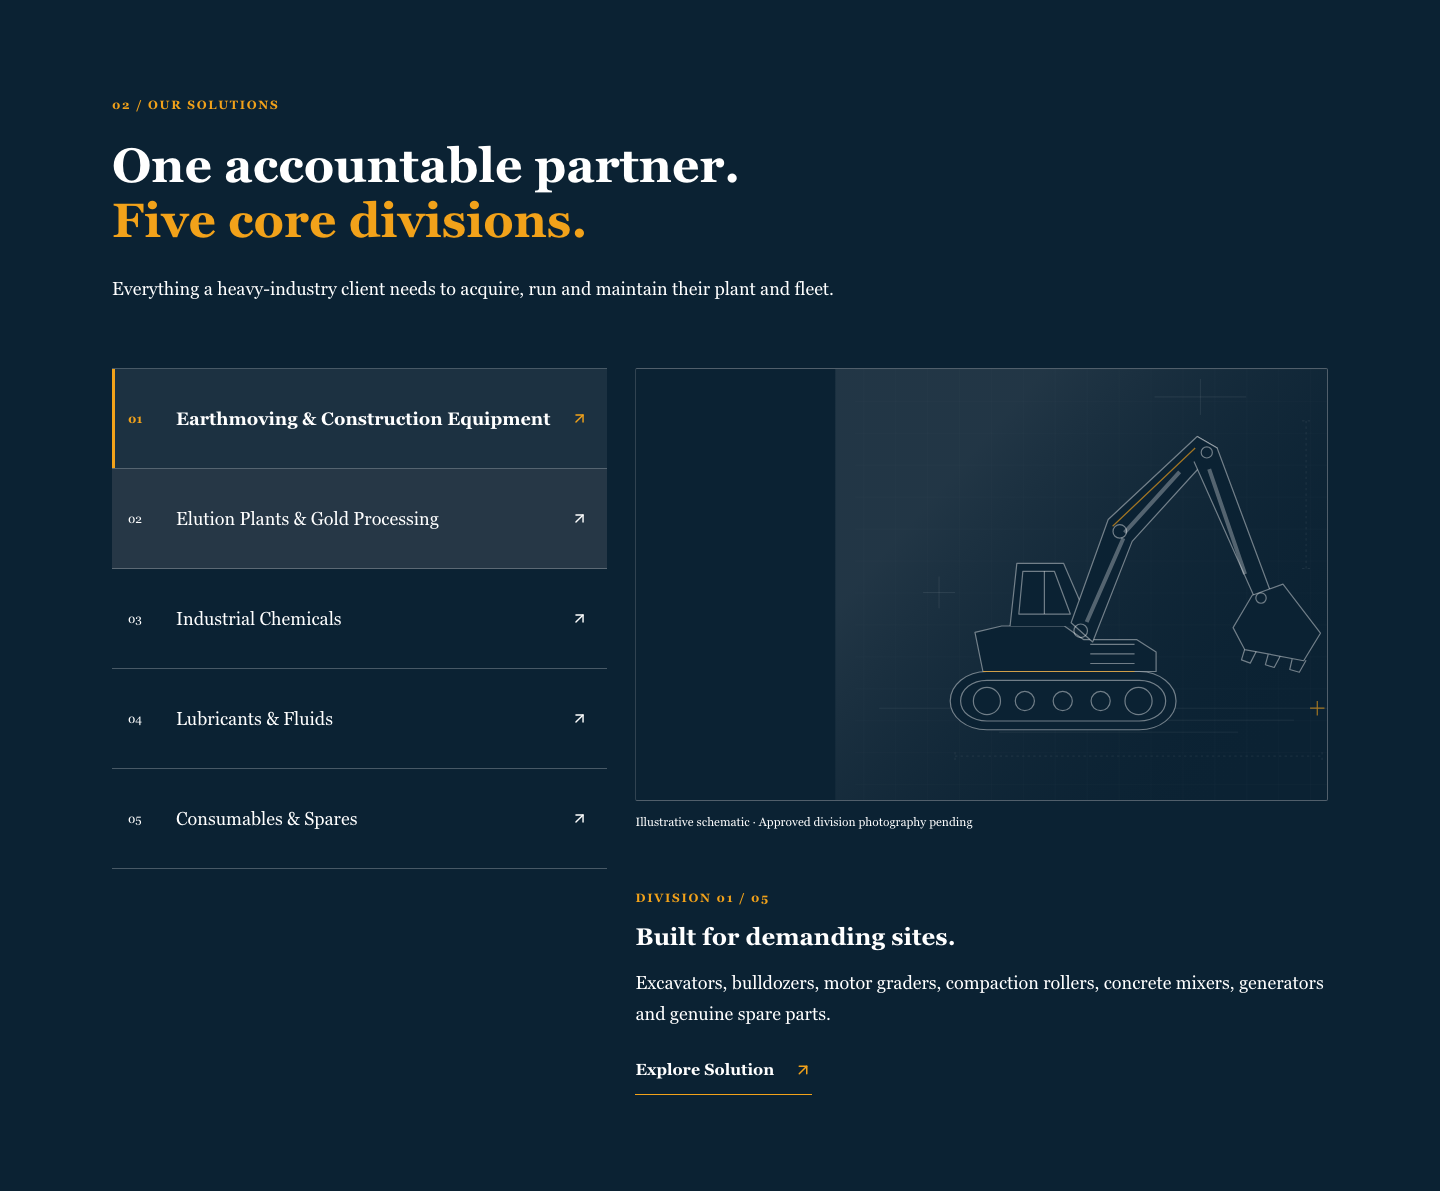 02 / OUR SOLUTIONS
One accountable partner.
Five core divisions.
Everything a heavy-industry client needs to acquire, run and maintain their plant and fleet.
01 Earthmoving & Construction Equipment
02 Elution Plants & Gold Processing
03 Industrial Chemicals
04 Lubricants & Fluids
05 Consumables & Spares
Illustrative schematic · Approved division photography pending
DIVISION 01 / 05
Built for demanding sites.
Excavators, bulldozers, motor graders, compaction rollers, concrete mixers, generators
and genuine spare parts.
Explore Solution